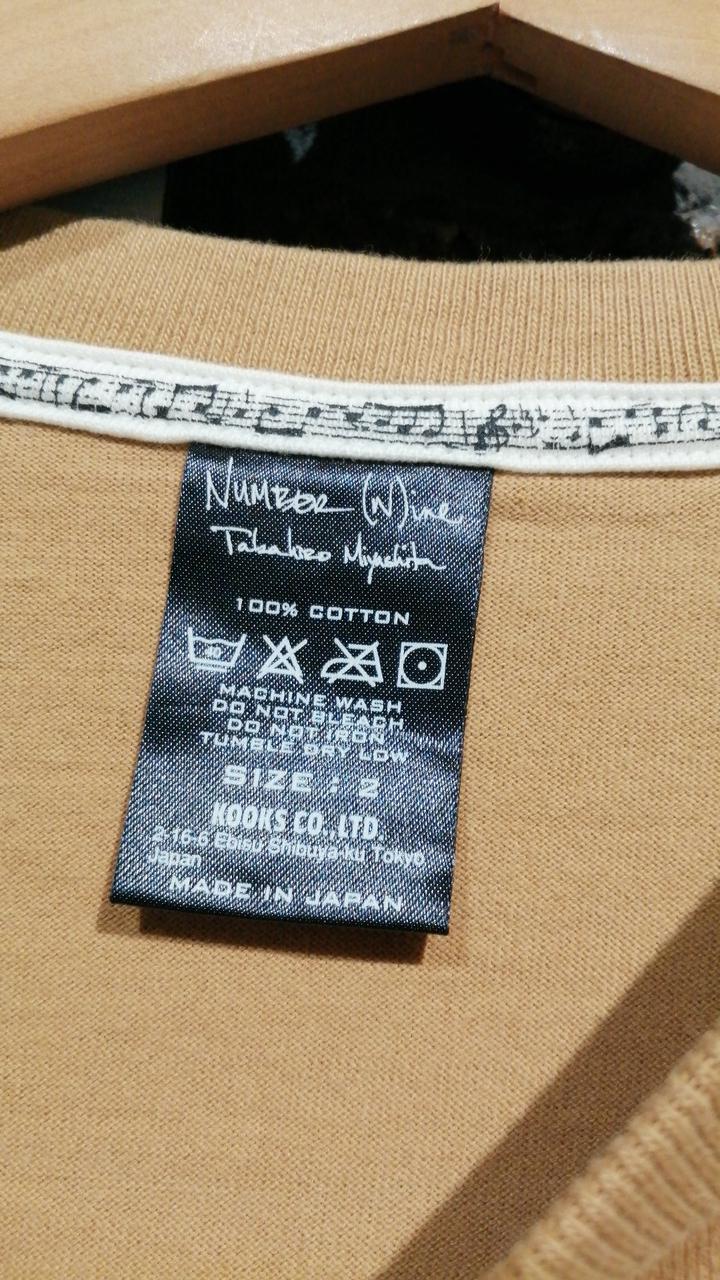 NUMBER (N)ine
Takahiro Miyashita
100% COTTON
40
MACHINE WASH
DO NOT BLEACH
DO NOT IRON
TUMBLE DRY LOW
SIZE : 2
KOOKS CO.,LTD.
2-16-6 Ebisu Shibuya-ku Tokyo
Japan
MADE IN JAPAN